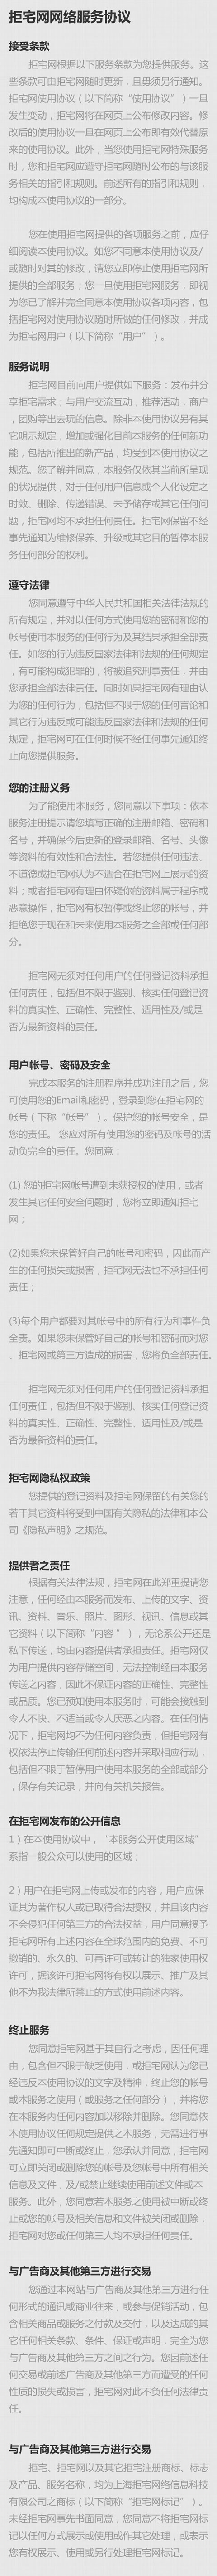 拒宅网网络服务协议
接受条款
拒宅网根据以下服务条款为您提供服务。这
些条款可由拒宅网随时更新，且毋须另行通知。
拒宅网使用协议（以下简称“使用协议”）一旦
发生变动，拒宅网将在网页上公布修改内容。修
改后的使用协议一旦在网页上公布即有效代替原
来的使用协议。此外，当您使用拒宅网特殊服务
时，您和拒宅网应遵守拒宅网随时公布的与该服
务相关的指引和规则。前述所有的指引和规则，
均构成本使用协议的一部分。
您在使用拒宅网提供的各项服务之前，应仔
细阅读本使用协议。如您不同意本使用协议及/
或随时对其的修改，请您立即停止使用拒宅网所
提供的全部服务；您一旦使用拒宅网服务，即视
为您已了解并完全同意本使用协议各项内容，包
括拒宅网对使用协议随时所做的任何修改，并成
为拒宅网用户（以下简称“用户”）。
服务说明
拒宅网目前向用户提供如下服务：发布并分
享拒宅需求；与用户交流互动，推荐活动，商户
，团购等出去玩的信息。除非本使用协议另有其
它明示规定，增加或强化目前本服务的任何新功
能，包括所推出的新产品，均受到本使用协议之
规范。您了解并同意，本服务仅依其当前所呈现
的状况提供，对于任何用户信息或个人化设定之
时效、删除、传递错误、未予储存或其它任何问
题，拒宅网均不承担任何责任。拒宅网保留不经
事先通知为维修保养、升级或其它目的暂停本服
务任何部分的权利。
遵守法律
您同意遵守中华人民共和国相关法律法规的
所有规定，并对以任何方式使用您的密码和您的
帐号使用本服务的任何行为及其结果承担全部责
任。如您的行为违反国家法律和法规的任何规定
，有可能构成犯罪的，将被追究刑事责任，并由
您承担全部法律责任。同时如果拒宅网有理由认
为您的任何行为，包括但不限于您的任何言论和
其它行为违反或可能违反国家法律和法规的任何
规定，拒宅网可在任何时候不经任何事先通知终
止向您提供服务。
您的注册义务
为了能使用本服务，您同意以下事项：依本
服务注册提示请您填写正确的注册邮箱、密码和
名号，并确保今后更新的登录邮箱、名号、头像
等资料的有效性和合法性。若您提供任何违法、
不道德或拒宅网认为不适合在拒宅网上展示的资
料；或者拒宅网有理由怀疑你的资料属于程序或
恶意操作，拒宅网有权暂停或终止您的帐号，并
拒绝您于现在和未来使用本服务之全部或任何部
分。
拒宅网无须对任何用户的任何登记资料承担
任何责任，包括但不限于鉴别、核实任何登记资
料的真实性、正确性、完整性、适用性及/或是
否为最新资料的责任。
用户帐号、密码及安全
完成本服务的注册程序并成功注册之后，您
可使用您的Email和密码，登录到您在拒宅网的
帐号（下称“帐号”）。保护您的帐号安全，是
您的责任。 您应对所有使用您的密码及帐号的活
动负完全的责任。您同意：
(1) 您的拒宅网帐号遭到未获授权的使用，或者
发生其它任何安全问题时，您将立即通知拒宅
网；
(2)如果您未保管好自己的帐号和密码，因此而产
生的任何损失或损害，拒宅网无法也不承担任何
责任；
(3)每个用户都要对其帐号中的所有行为和事件负
全责。如果您未保管好自己的帐号和密码而对您
、拒宅网或第三方造成的损害，您将负全部责任。
拒宅网无须对任何用户的任何登记资料承担
任何责任，包括但不限于鉴别、核实任何登记资
料的真实性、正确性、完整性、适用性及/或是
否为最新资料的责任。
拒宅网隐私权政策
您提供的登记资料及拒宅网保留的有关您的
若干其它资料将受到中国有关隐私的法律和本公
司《隐私声明》之规范。
提供者之责任
根据有关法律法规，拒宅网在此郑重提请您
注意，任何经由本服务而发布、上传的文字、资
讯、资料、音乐、照片、图形、视讯、信息或其
它资料（以下简称“内容 ”），无论系公开还是
私下传送，均由内容提供者承担责任。拒宅网仅
为用户提供内容存储空间，无法控制经由本服务
传送之内容，因此不保证内容的正确性、完整性
或品质。您已预知使用本服务时，可能会接触到
令人不快、不适当或令人厌恶之内容。在任何情
况下，拒宅网均不为任何内容负责，但拒宅网有
权依法停止传输任何前述内容并采取相应行动，
包括但不限于暂停用户使用本服务的全部或部分
，保存有关记录，并向有关机关报告。
在拒宅网发布的公开信息
1）在本使用协议中，“本服务公开使用区域”
系指一般公众可以使用的区域；
2）用户在拒宅网上传或发布的内容，用户应保
证其为著作权人或已取得合法授权，并且该内容
不会侵犯任何第三方的合法权益，用户同意授予
拒宅网所有上述内容在全球范围内的免费、不可
撤销的、永久的、可再许可或转让的独家使用权
许可，据该许可拒宅网将有权以展示、推广及其
他不为我法律所禁止的方式使用前述内容。
终止服务
您同意拒宅网基于其自行之考虑，因任何理
由，包含但不限于缺乏使用，或拒宅网认为您已
经违反本使用协议的文字及精神，终止您的帐号
或本服务之使用（或服务之任何部分），并将您
在本服务内任何内容加以移除并删除。您同意依
本使用协议任何规定提供之本服务，无需进行事
先通知即可中断或终止，您承认并同意，拒宅网
可立即关闭或删除您的帐号及您帐号中所有相关
信息及文件，及/或禁止继续使用前述文件或本
服务。此外，您同意若本服务之使用被中断或终
止或您的帐号及相关信息和文件被关闭或删除，
拒宅网对您或任何第三人均不承担任何责任。
与广告商及其他第三方进行交易
您通过本网站与广告商及其他第三方进行任
何形式的通讯或商业往来，或参与促销活动，包
含相关商品或服务之付款及交付，以及达成的其
它任何相关条款、条件、保证或声明，完全为您
与广告商及其他第三方之间之行为。您因前述任
何交易或前述广告商及其他第三方而遭受的任何
性质的损失或损害，拒宅网对此不负任何法律责
任。
与广告商及其他第三方进行交易
拒宅、拒宅网以及其它拒宅注册商标、标志
及产品、服务名称，均为上海拒宅网络信息科技
有限公司之商标（以下简称“拒宅网标记”）。
未经拒宅网事先书面同意，您同意不将拒宅网标
记以任何方式展示或使用或作其它处理，或表示
您有权展示、使用或另行处理拒宅网标记。